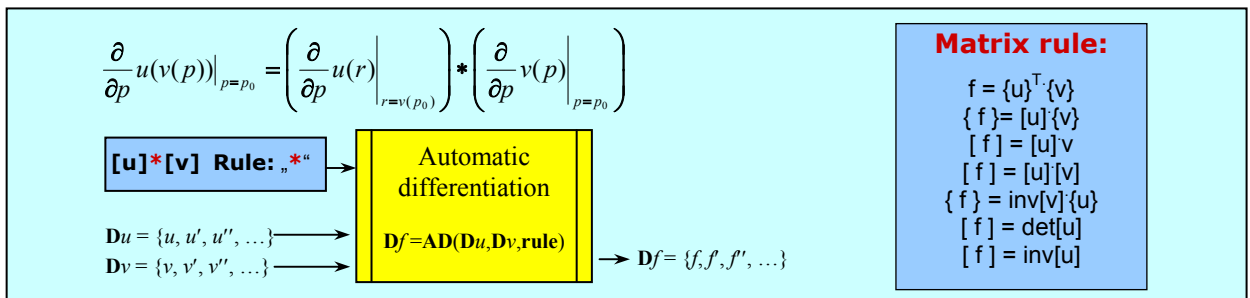 ∂/∂p u(v(p))|p=p₀ = (∂/∂p u(r)|r=v(p₀)) * (∂/∂p v(p)|p=p₀)
[u]*[v] Rule: „*“
Automatic
differentiation
Df=AD(Du,Dv,rule)
Du = {u, u′, u″, …}
Dv = {v, v′, v″, …}
Df = {f, f′, f″, …}
Matrix rule:
f = {u}ᵀ·{v}
{ f }= [u]·{v}
[ f ] = [u]·v
[ f ] = [u]·[v]
{ f } = inv[v]·{u}
[ f ] = det[u]
[ f ] = inv[u]